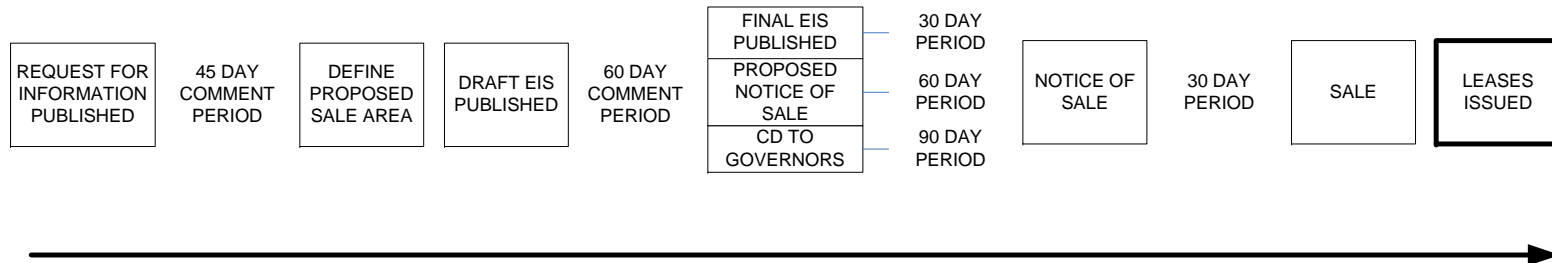 REQUEST FOR
INFORMATION
PUBLISHED
45 DAY
COMMENT
PERIOD
DEFINE
PROPOSED
SALE AREA
DRAFT EIS
PUBLISHED
60 DAY
COMMENT
PERIOD
FINAL EIS
PUBLISHED
30 DAY
PERIOD
PROPOSED
NOTICE OF
SALE
60 DAY
PERIOD
CD TO
GOVERNORS
90 DAY
PERIOD
NOTICE OF
SALE
30 DAY
PERIOD
SALE
LEASES
ISSUED